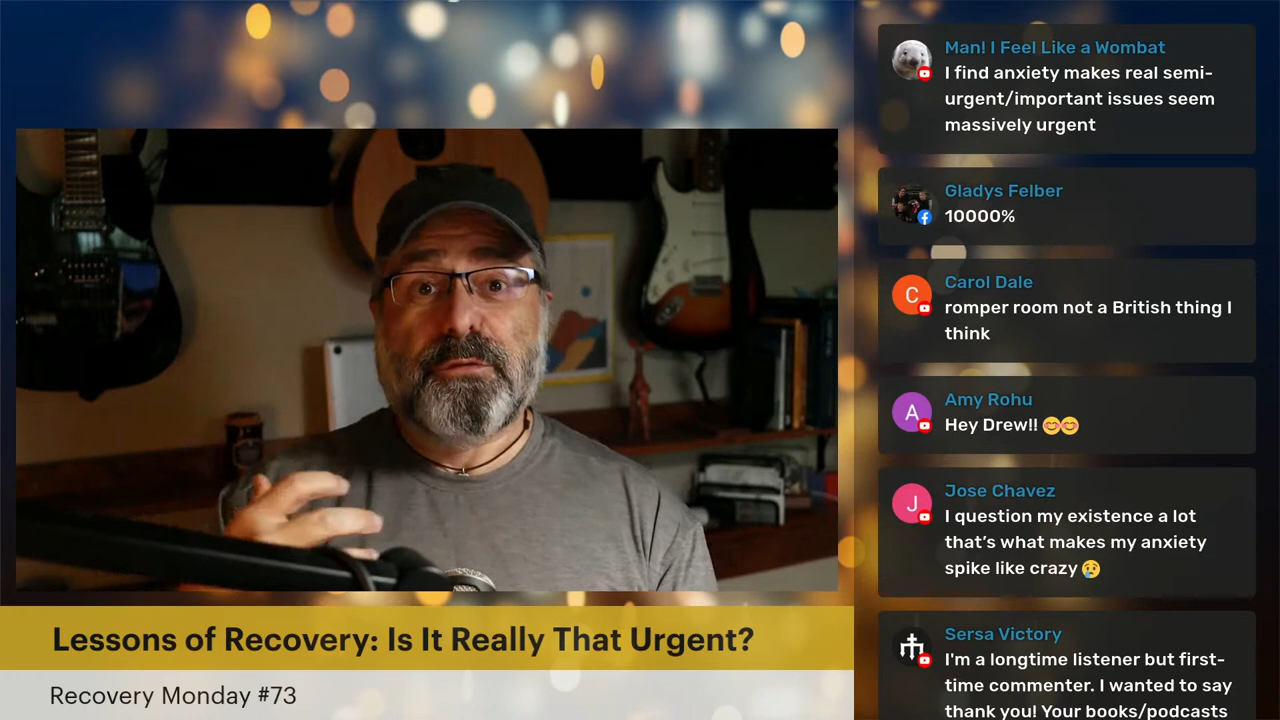 Man! I Feel Like a Wombat
I find anxiety makes real semi-
urgent/important issues seem
massively urgent
Gladys Felber
10000%
C
Carol Dale
romper room not a British thing I
think
A
Amy Rohu
Hey Drew!! 😊😊
J
Jose Chavez
I question my existence a lot
that’s what makes my anxiety
spike like crazy 😢
Sersa Victory
I'm a longtime listener but first-
time commenter. I wanted to say
thank you! Your books/podcasts
Lessons of Recovery: Is It Really That Urgent?
Recovery Monday #73